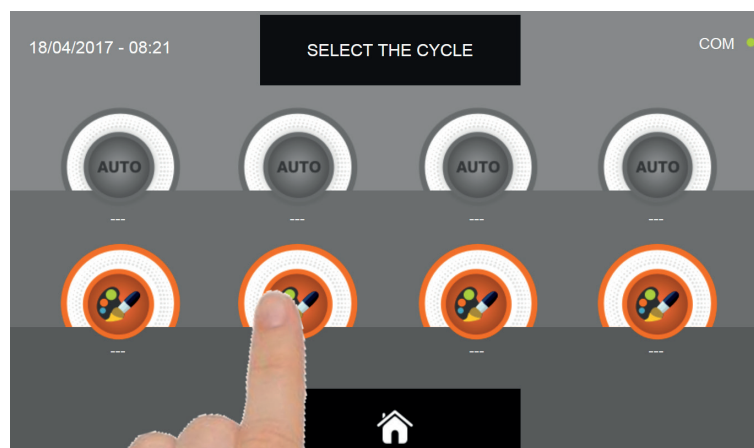 18/04/2017 - 08:21
SELECT THE CYCLE
COM
AUTO AUTO AUTO AUTO
--- --- --- ---
--- --- ---